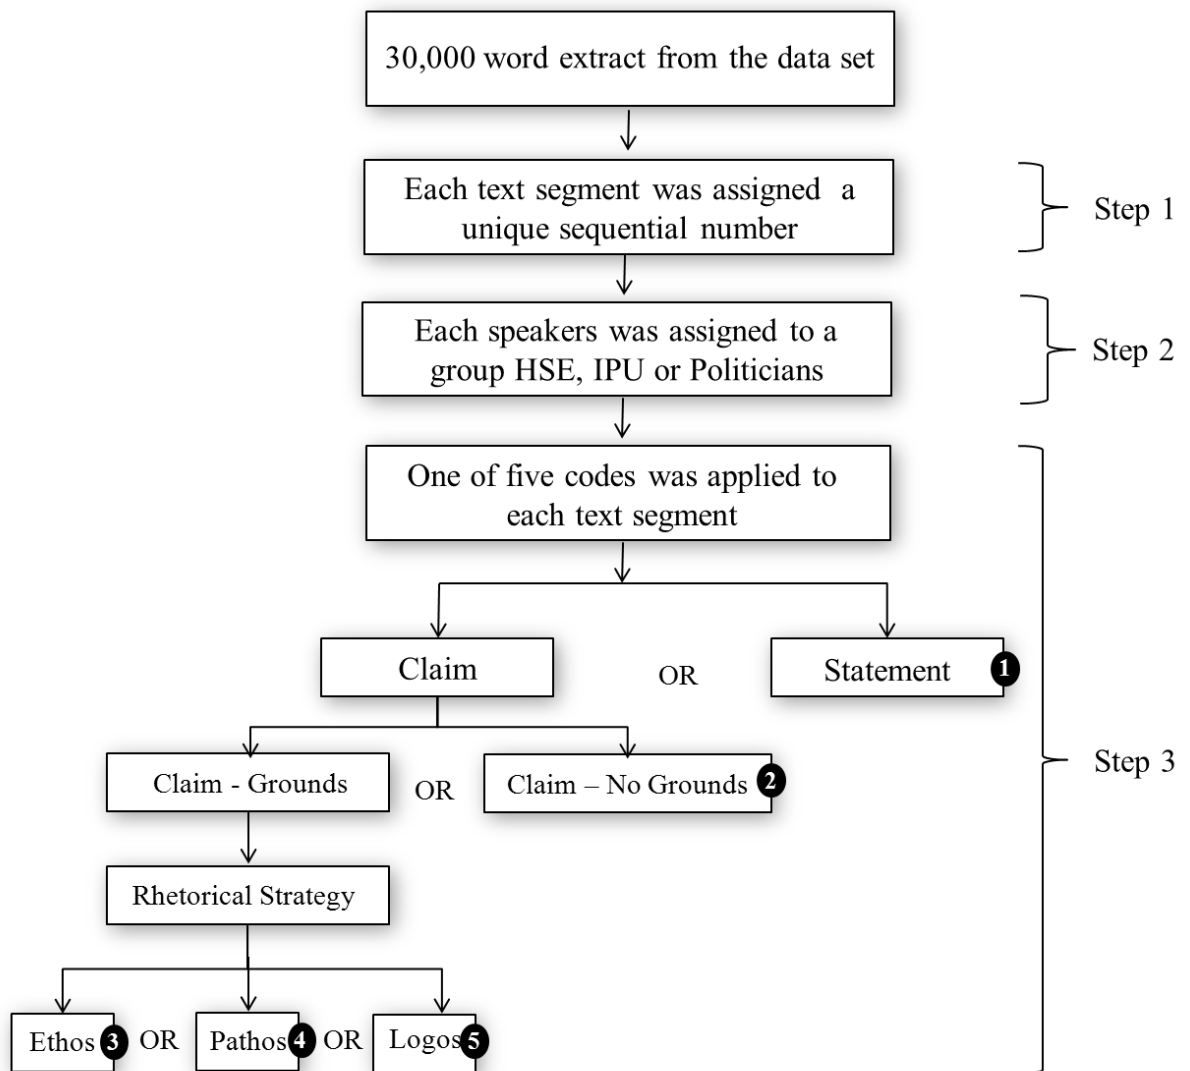 30,000 word extract from the data set
Each text segment was assigned a
unique sequential number
Step 1
Each speakers was assigned to a
group HSE, IPU or Politicians
Step 2
One of five codes was applied to
each text segment
Claim
OR
Statement
1
Claim - Grounds
OR
Claim – No Grounds
2
Step 3
Rhetorical Strategy
Ethos
3
OR
Pathos
4
OR
Logos
5